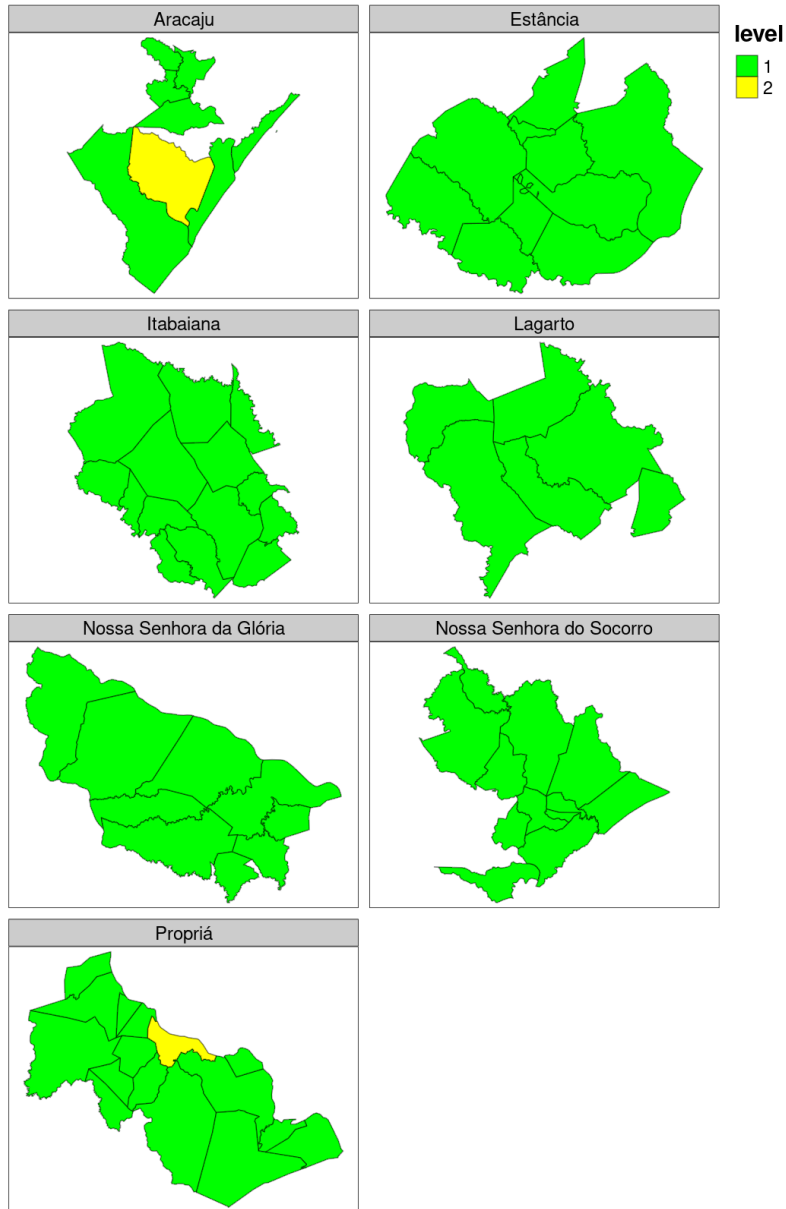 Aracaju
Estância
level
1
2
Itabaiana
Lagarto
Nossa Senhora da Glória
Nossa Senhora do Socorro
Propriá